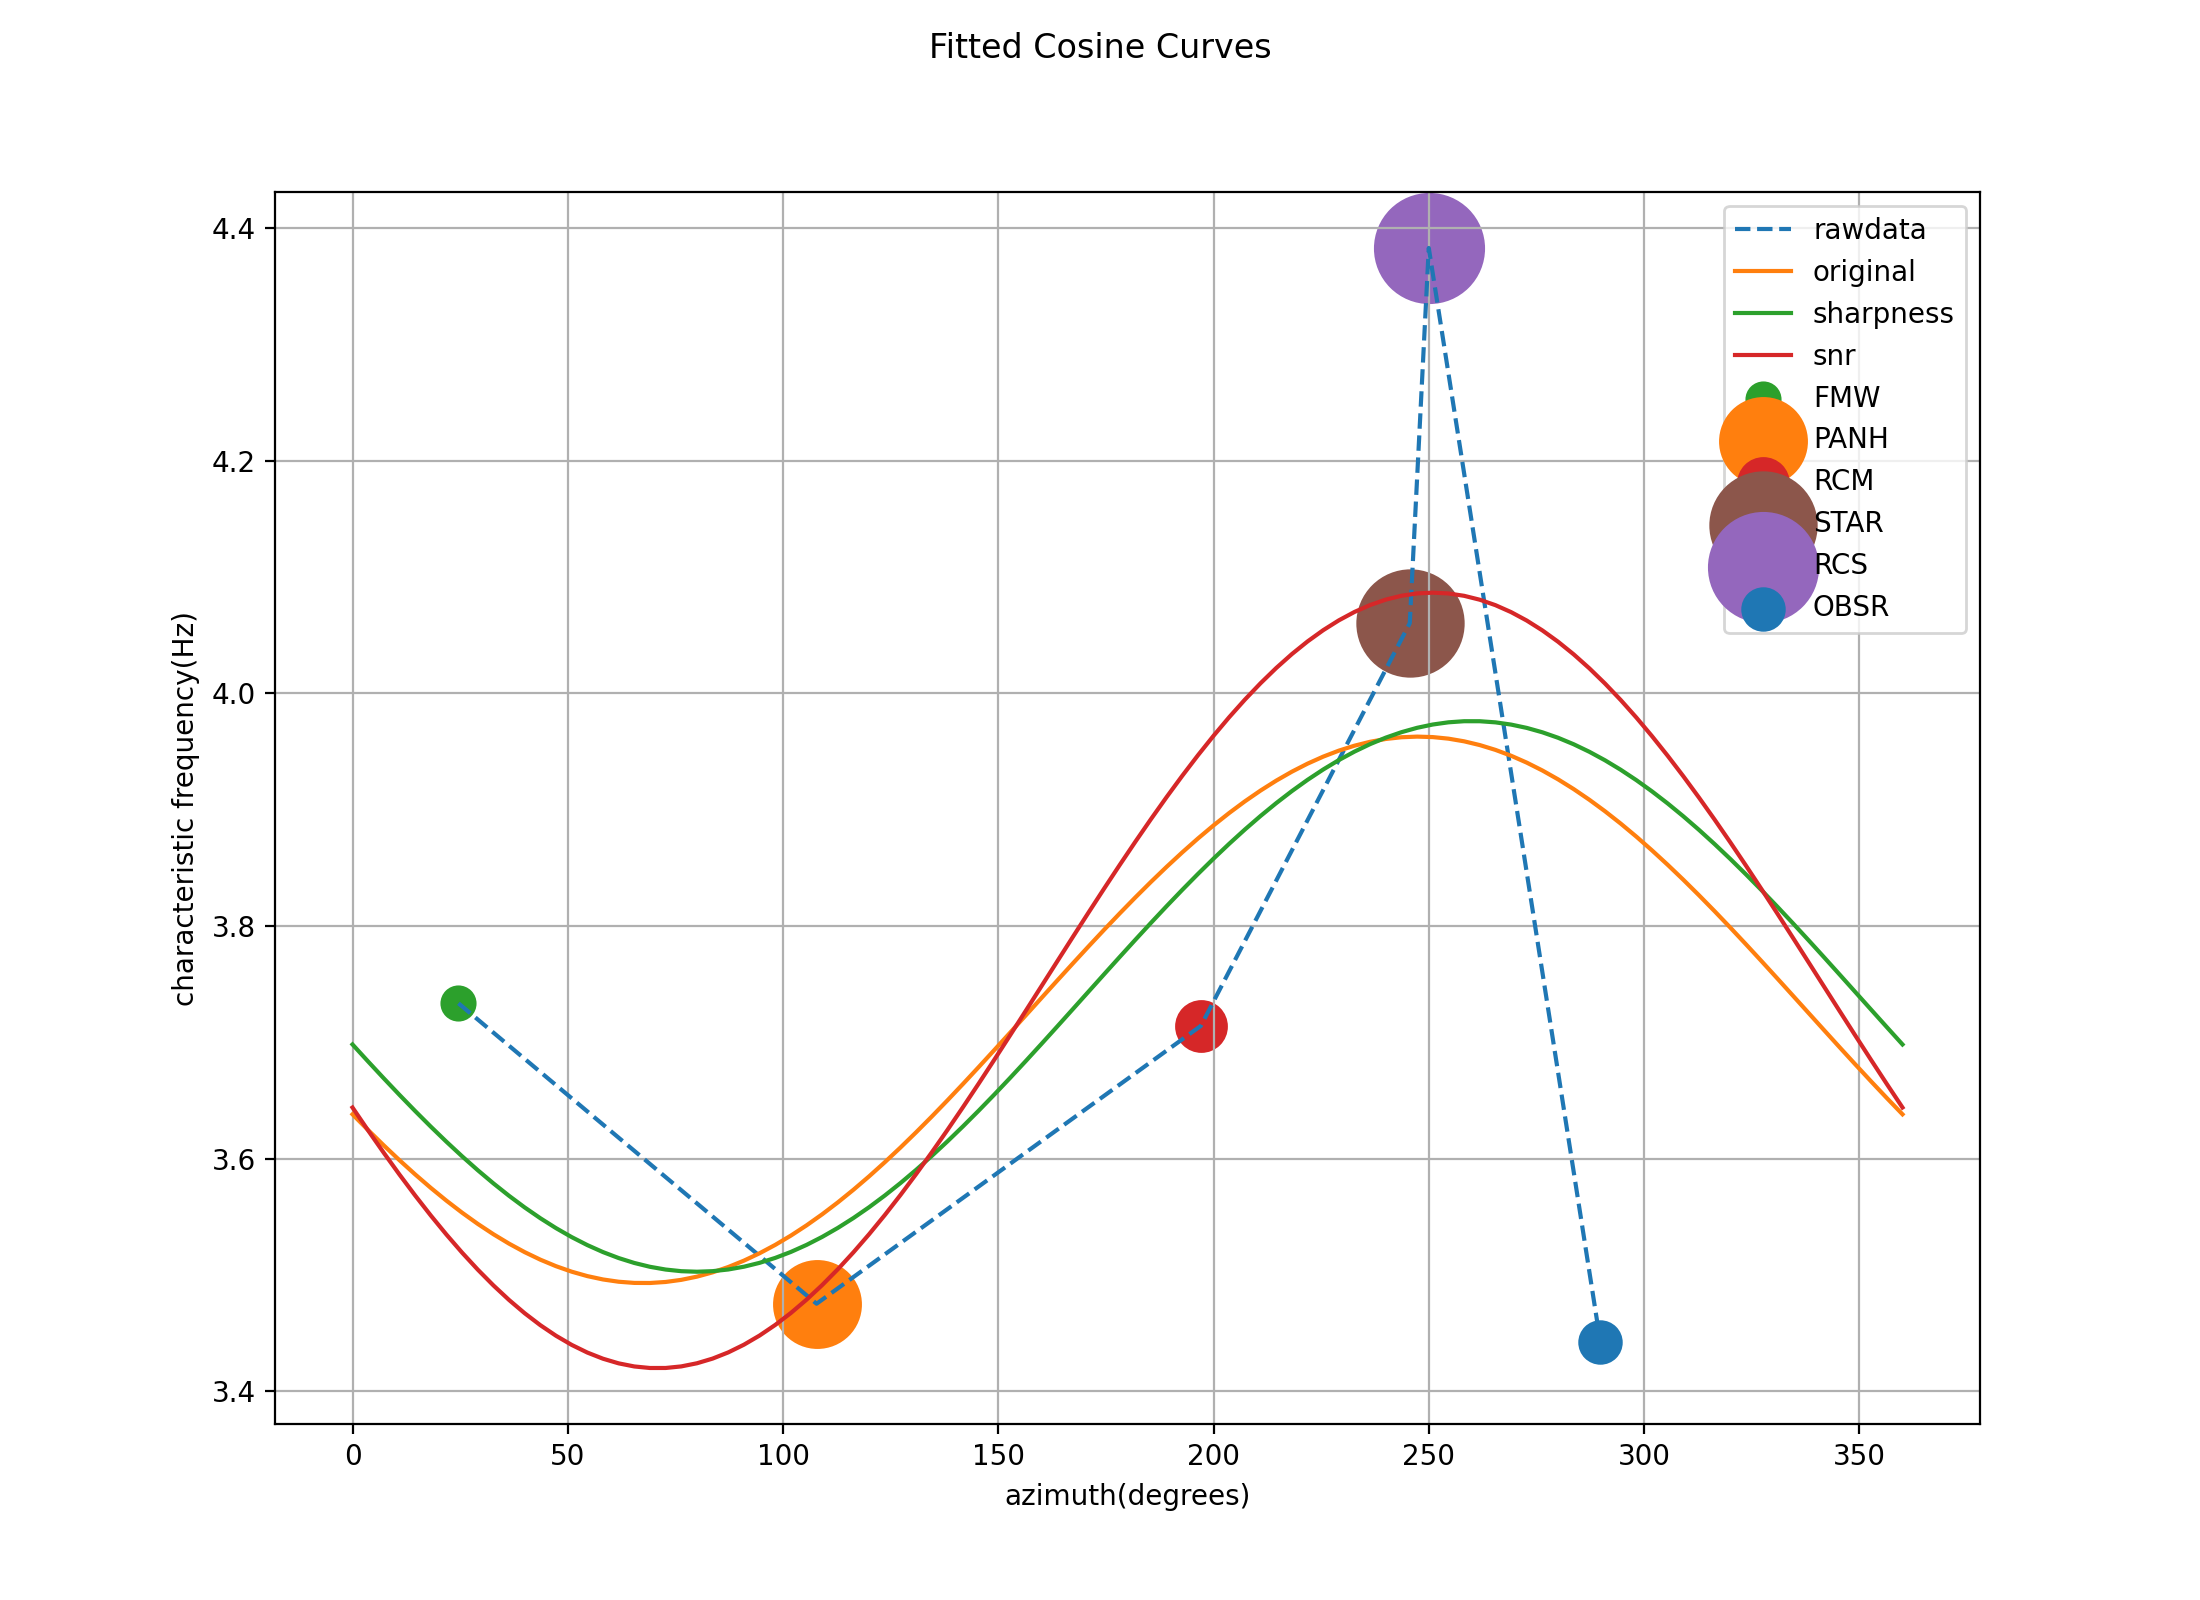 Fitted Cosine Curves
4.4
4.2
4.0
3.8
3.6
3.4
characteristic frequency(Hz)
rawdata
original
sharpness
snr
FMW
PANH
RCM
STAR
RCS
OBSR
0 50 100 150 200 250 300 350
azimuth(degrees)